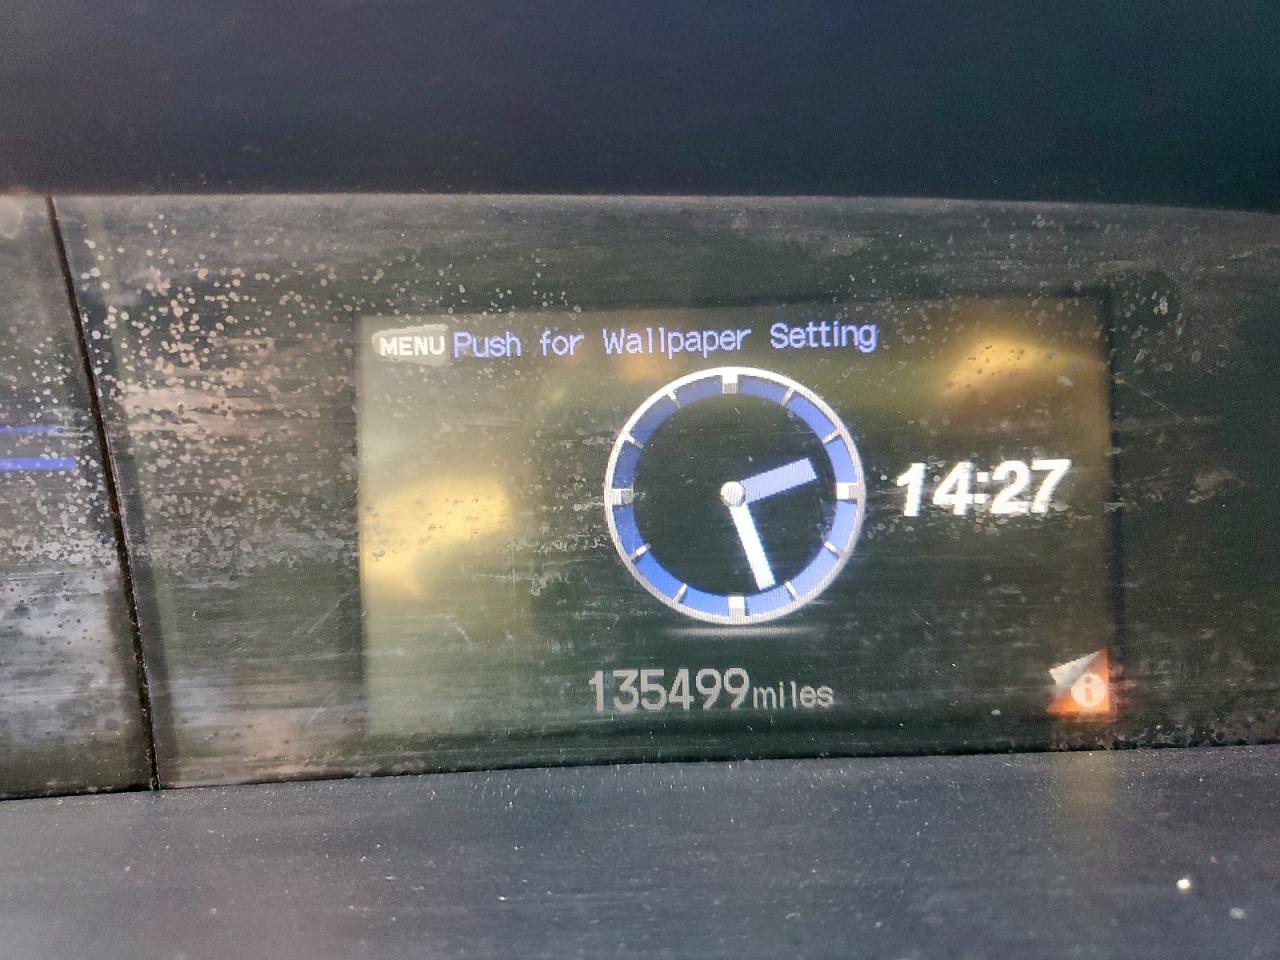 MENU Push for Wallpaper Setting
14:27
135499miles
i